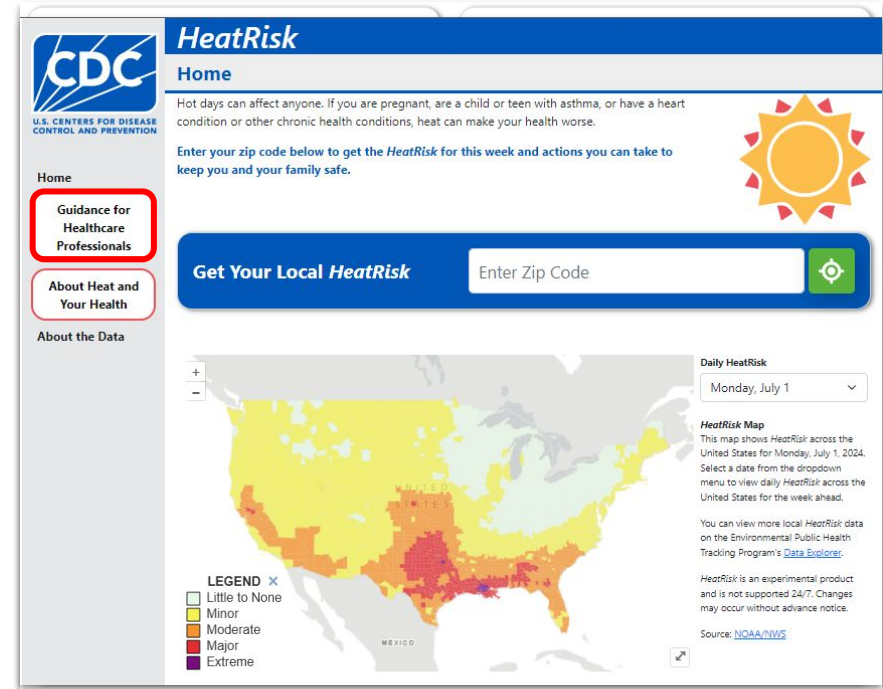 HeatRisk
CDC
U.S. CENTERS FOR DISEASE
CONTROL AND PREVENTION
Home
Guidance for
Healthcare
Professionals
About Heat and
Your Health
About the Data
Home
Hot days can affect anyone. If you are pregnant, are a child or teen with asthma, or have a heart
condition or other chronic health conditions, heat can make your health worse.
Enter your zip code below to get the HeatRisk for this week and actions you can take to
keep you and your family safe.
Get Your Local HeatRisk
Enter Zip Code
+
−
UNITED
STATES
MEXICO
LEGEND ×
Little to None
Minor
Moderate
Major
Extreme
Daily HeatRisk
Monday, July 1
HeatRisk Map
This map shows HeatRisk across the
United States for Monday, July 1, 2024.
Select a date from the dropdown
menu to view daily HeatRisk across the
United States for the week ahead.
You can view more local HeatRisk data
on the Environmental Public Health
Tracking Program's Data Explorer.
HeatRisk is an experimental product
and is not supported 24/7. Changes
may occur without advance notice.
Source: NOAA/NWS